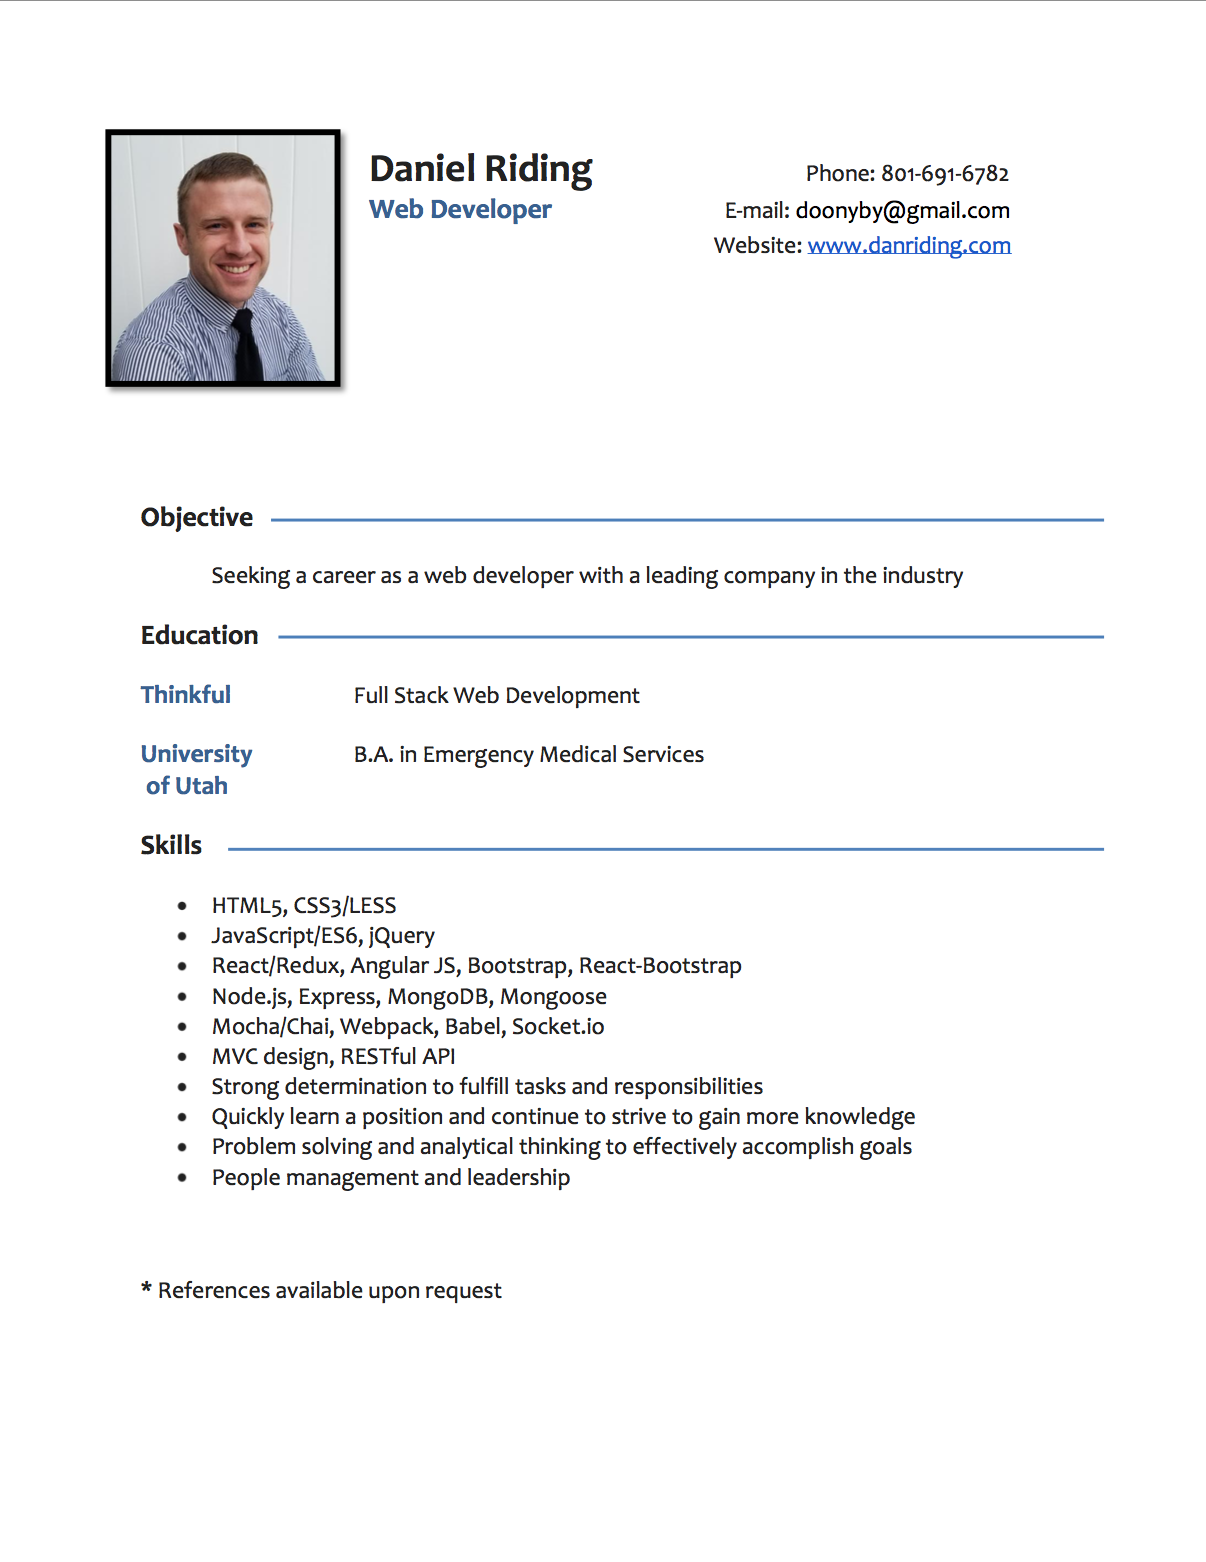 Daniel Riding
Web Developer
Phone: 801-691-6782
E-mail: doonyby@gmail.com
Website: www.danriding.com
Objective
Seeking a career as a web developer with a leading company in the industry
Education
Thinkful Full Stack Web Development
University B.A. in Emergency Medical Services
of Utah
Skills
• HTML5, CSS3/LESS
• JavaScript/ES6, jQuery
• React/Redux, Angular JS, Bootstrap, React-Bootstrap
• Node.js, Express, MongoDB, Mongoose
• Mocha/Chai, Webpack, Babel, Socket.io
• MVC design, RESTful API
• Strong determination to fulfill tasks and responsibilities
• Quickly learn a position and continue to strive to gain more knowledge
• Problem solving and analytical thinking to effectively accomplish goals
• People management and leadership
* References available upon request